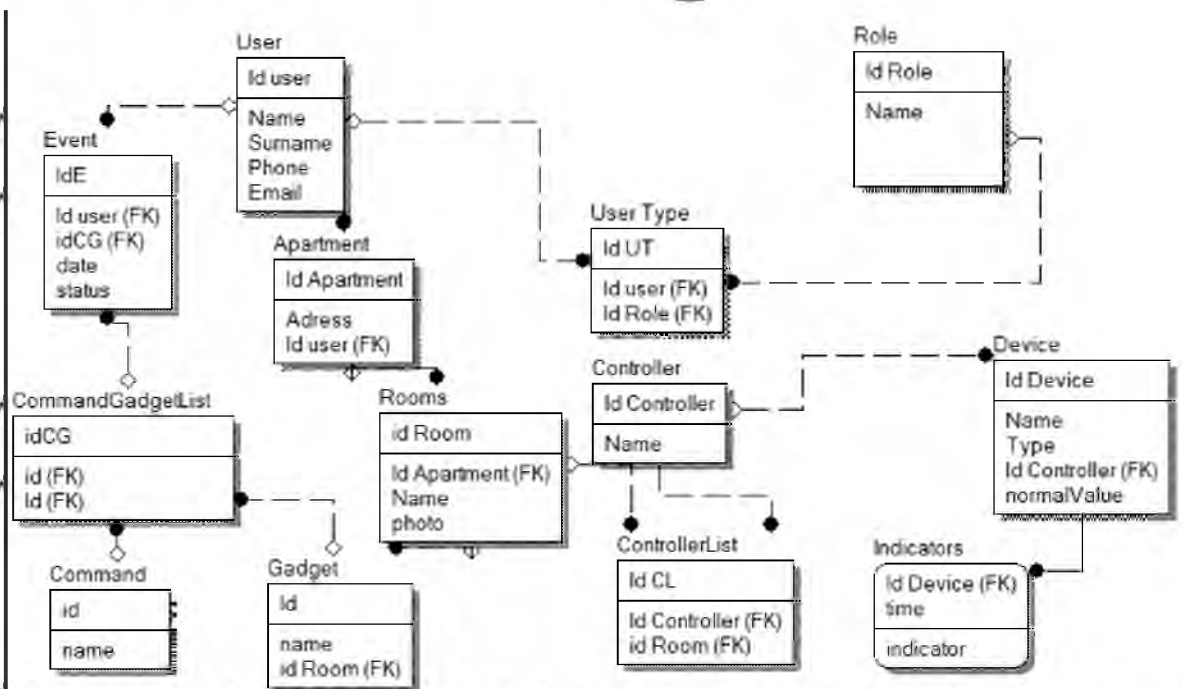 User
Id user
Name
Surname
Phone
Email
Role
Id Role
Name
Event
IdE
Id user (FK)
idCG (FK)
date
status
User Type
Id UT
Id user (FK)
Id Role (FK)
Apartment
Id Apartment
Adress
Id user (FK)
Device
Id Device
Name
Type
Id Controller (FK)
normalValue
Controller
Id Controller
Name
CommandGadgetList
idCG
id (FK)
Id (FK)
Rooms
id Room
Id Apartment (FK)
Name
photo
ControllerList
Id CL
Id Controller (FK)
id Room (FK)
Indicators
Id Device (FK)
time
indicator
Command
id
name
Gadget
Id
name
id Room (FK)